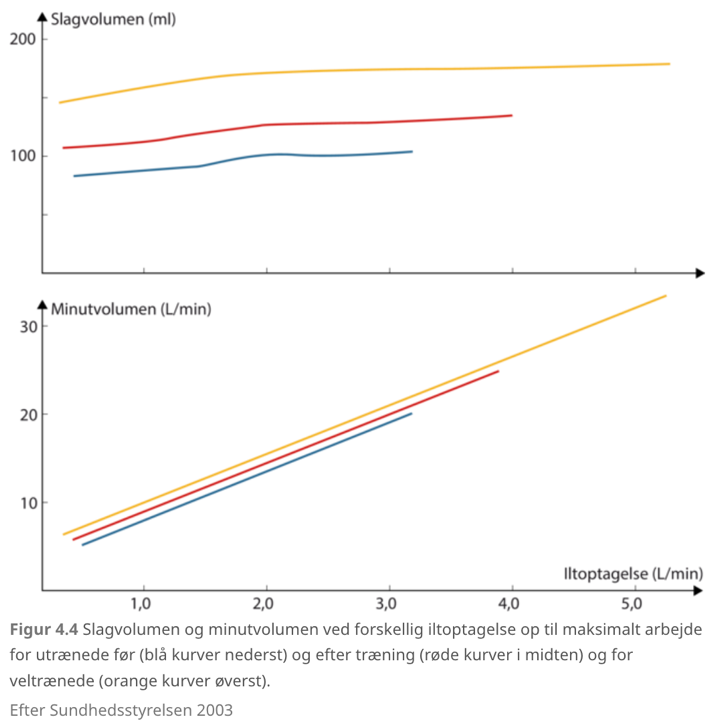 Slagvolumen (ml)
200
100
Minutvolumen (L/min)
30
20
10
Iltoptagelse (L/min)
1,0 2,0 3,0 4,0 5,0
Figur 4.4 Slagvolumen og minutvolumen ved forskellig iltoptagelse op til maksimalt arbejde
for utrænede før (blå kurver nederst) og efter træning (røde kurver i midten) og for
veltrænede (orange kurver øverst).
Efter Sundhedsstyrelsen 2003